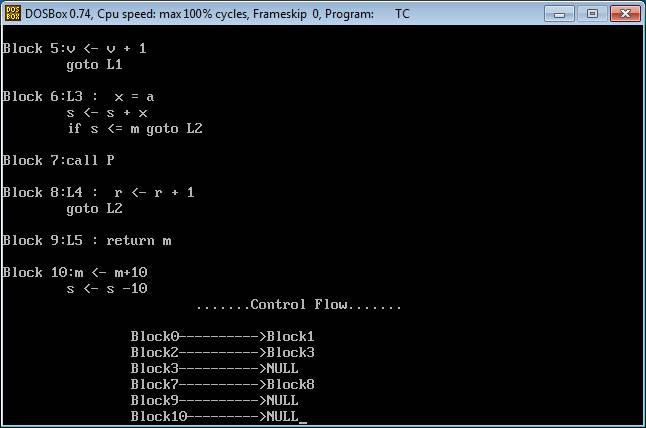 DOSBox 0.74, Cpu speed: max 100% cycles, Frameskip 0, Program: TC
Block 5:v <- v + 1
goto L1
Block 6:L3 : x = a
s <- s + x
if s <= m goto L2
Block 7:call P
Block 8:L4 : r <- r + 1
goto L2
Block 9:L5 : return m
Block 10:m <- m+10
s <- s -10
.......Control Flow.......
Block0---------->Block1
Block2---------->Block3
Block3---------->NULL
Block7---------->Block8
Block9---------->NULL
Block10--------->NULL_